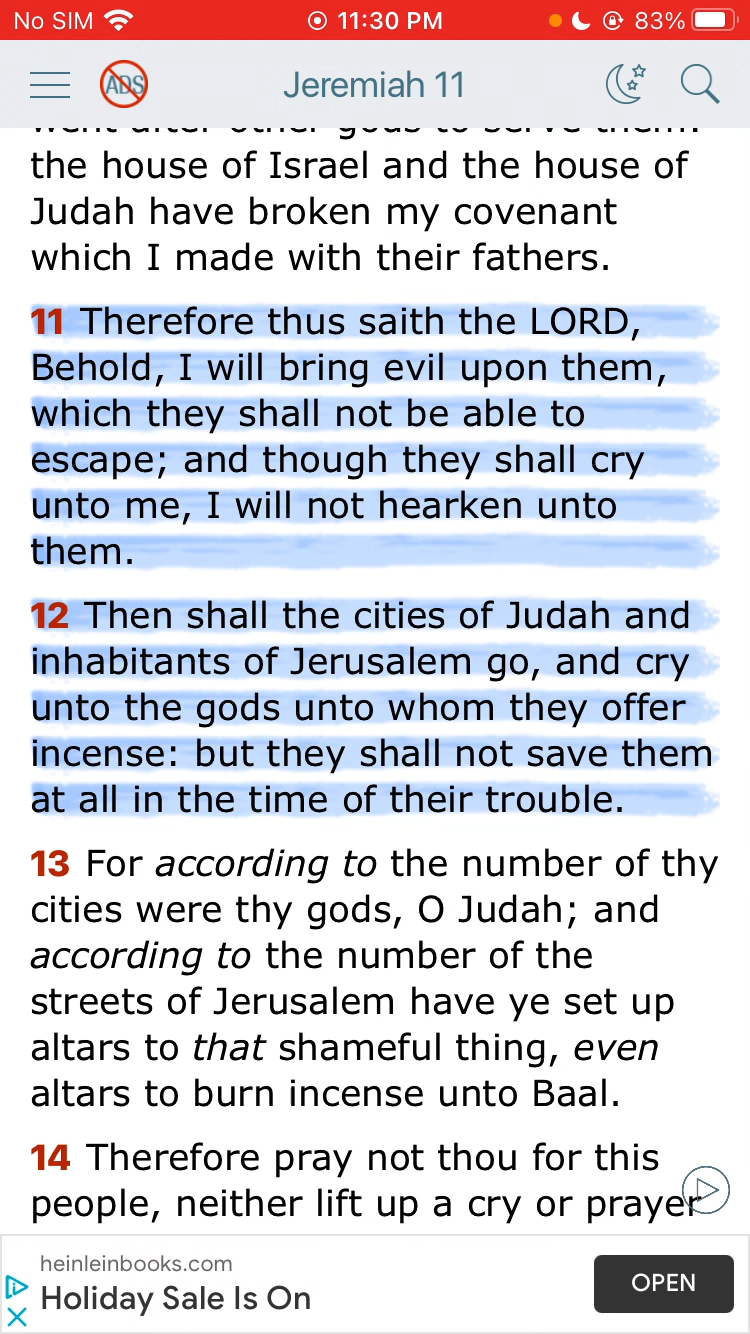 No SIM 11:30 PM 83%
ADS Jeremiah 11
went after other gods to serve them:
the house of Israel and the house of
Judah have broken my covenant
which I made with their fathers.
11 Therefore thus saith the LORD,
Behold, I will bring evil upon them,
which they shall not be able to
escape; and though they shall cry
unto me, I will not hearken unto
them.
12 Then shall the cities of Judah and
inhabitants of Jerusalem go, and cry
unto the gods unto whom they offer
incense: but they shall not save them
at all in the time of their trouble.
13 For according to the number of thy
cities were thy gods, O Judah; and
according to the number of the
streets of Jerusalem have ye set up
altars to that shameful thing, even
altars to burn incense unto Baal.
14 Therefore pray not thou for this
people, neither lift up a cry or prayer
heinleinbooks.com
Holiday Sale Is On
OPEN